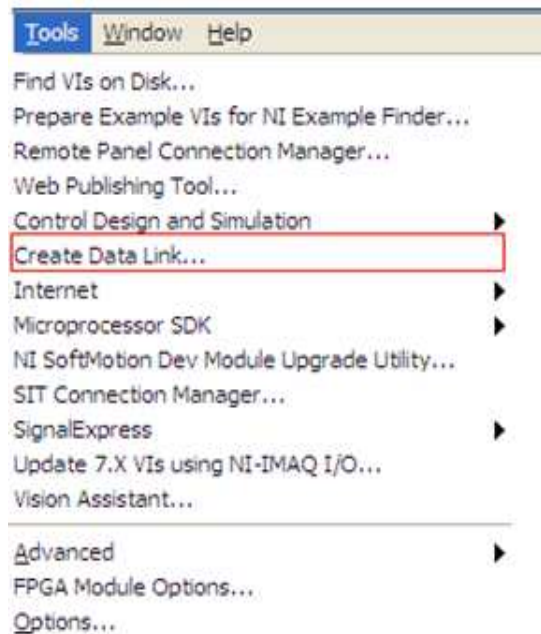 Tools Window Help
Find VIs on Disk...
Prepare Example VIs for NI Example Finder...
Remote Panel Connection Manager...
Web Publishing Tool...
Control Design and Simulation
Create Data Link...
Internet
Microprocessor SDK
NI SoftMotion Dev Module Upgrade Utility...
SIT Connection Manager...
SignalExpress
Update 7.X VIs using NI-IMAQ I/O...
Vision Assistant...
Advanced
FPGA Module Options...
Options...